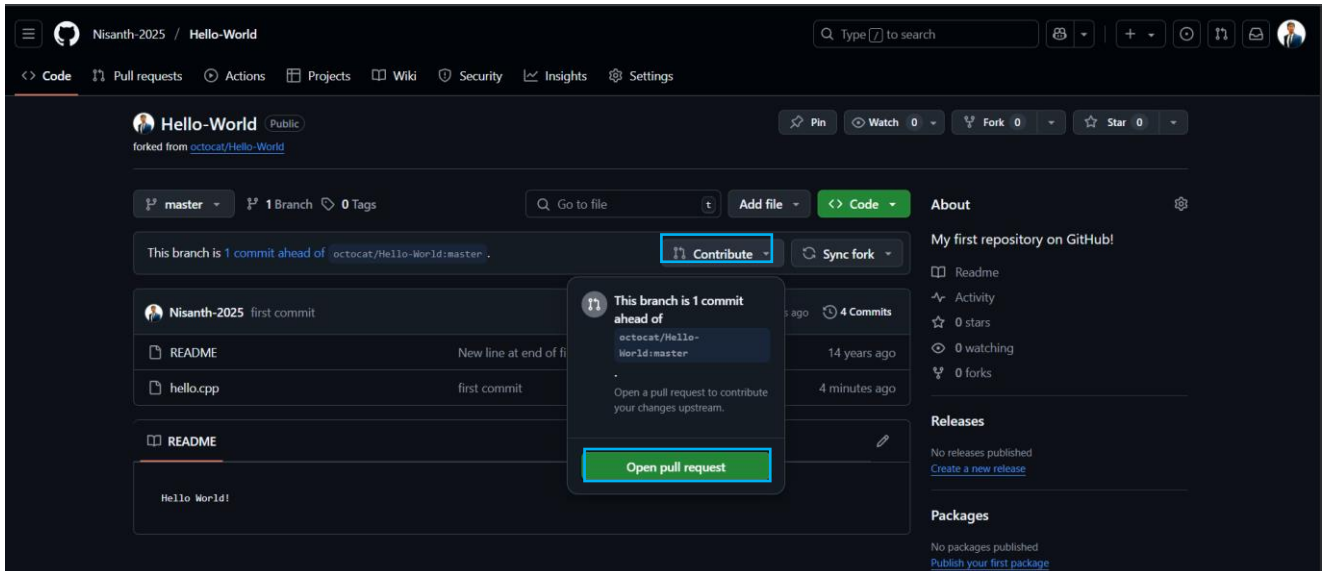 Nisanth-2025 / Hello-World
Type / to search
Code Pull requests Actions Projects Wiki Security Insights Settings
Hello-World Public
Pin Watch 0 Fork 0 Star 0
forked from octocat/Hello-World
master 1 Branch 0 Tags Go to file t Add file Code
About
My first repository on GitHub!
This branch is 1 commit ahead of octocat/Hello-World:master . Contribute Sync fork
Readme
Activity
0 stars
0 watching
0 forks
This branch is 1 commit
ahead of
octocat/Hello-
World:master
.
Open a pull request to contribute
your changes upstream.
Open pull request
Nisanth-2025 first commit ago 4 Commits
README New line at end of fi 14 years ago
hello.cpp first commit 4 minutes ago
README
Hello World!
Releases
No releases published
Create a new release
Packages
No packages published
Publish your first package